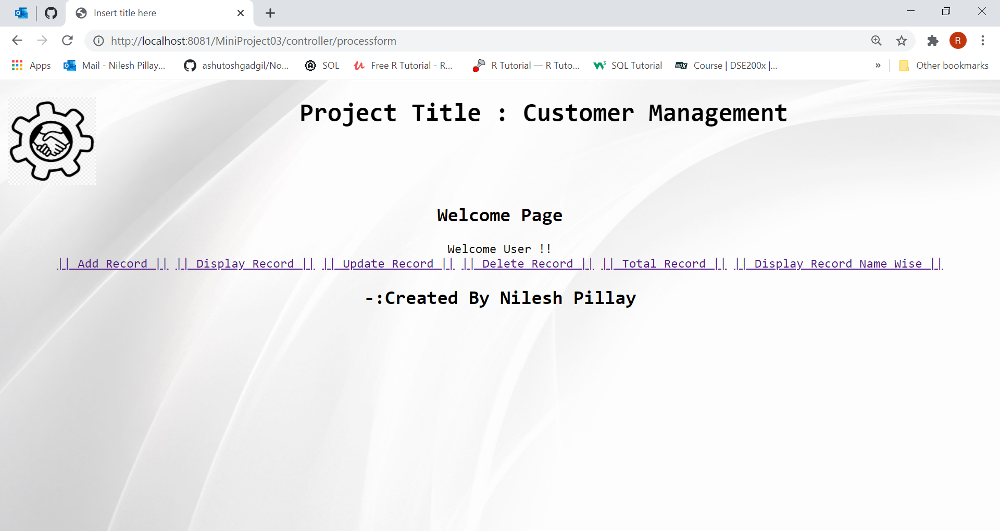 Insert title here
http://localhost:8081/MiniProject03/controller/processform
R
Apps Mail - Nilesh Pillay... ashutoshgadgil/No... SOL Free R Tutorial - R... R Tutorial — R Tuto... SQL Tutorial edX Course | DSE200x |... » Other bookmarks
Project Title : Customer Management
Welcome Page
Welcome User !!
|| Add Record || || Display Record || || Update Record || || Delete Record || || Total Record || || Display Record Name Wise ||
-:Created By Nilesh Pillay